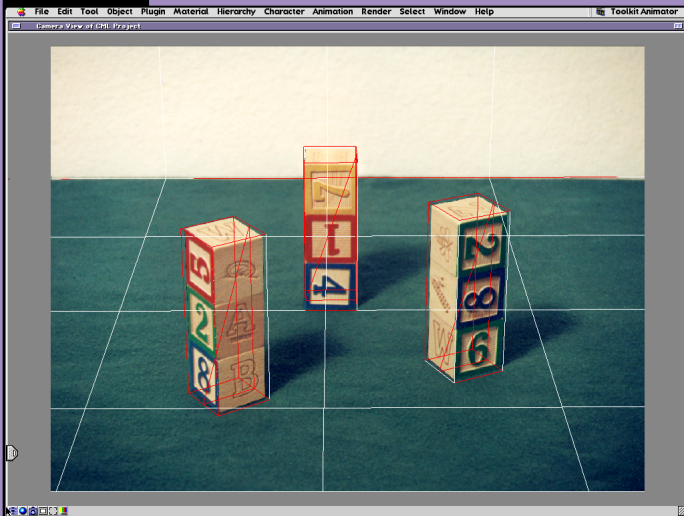 File Edit Tool Object Plugin Material Hierarchy Character Animation Render Select Window Help Toolkit Animator
Camera View of CML Project
7
1
4
5
2
8
A
B
2
8
6
W